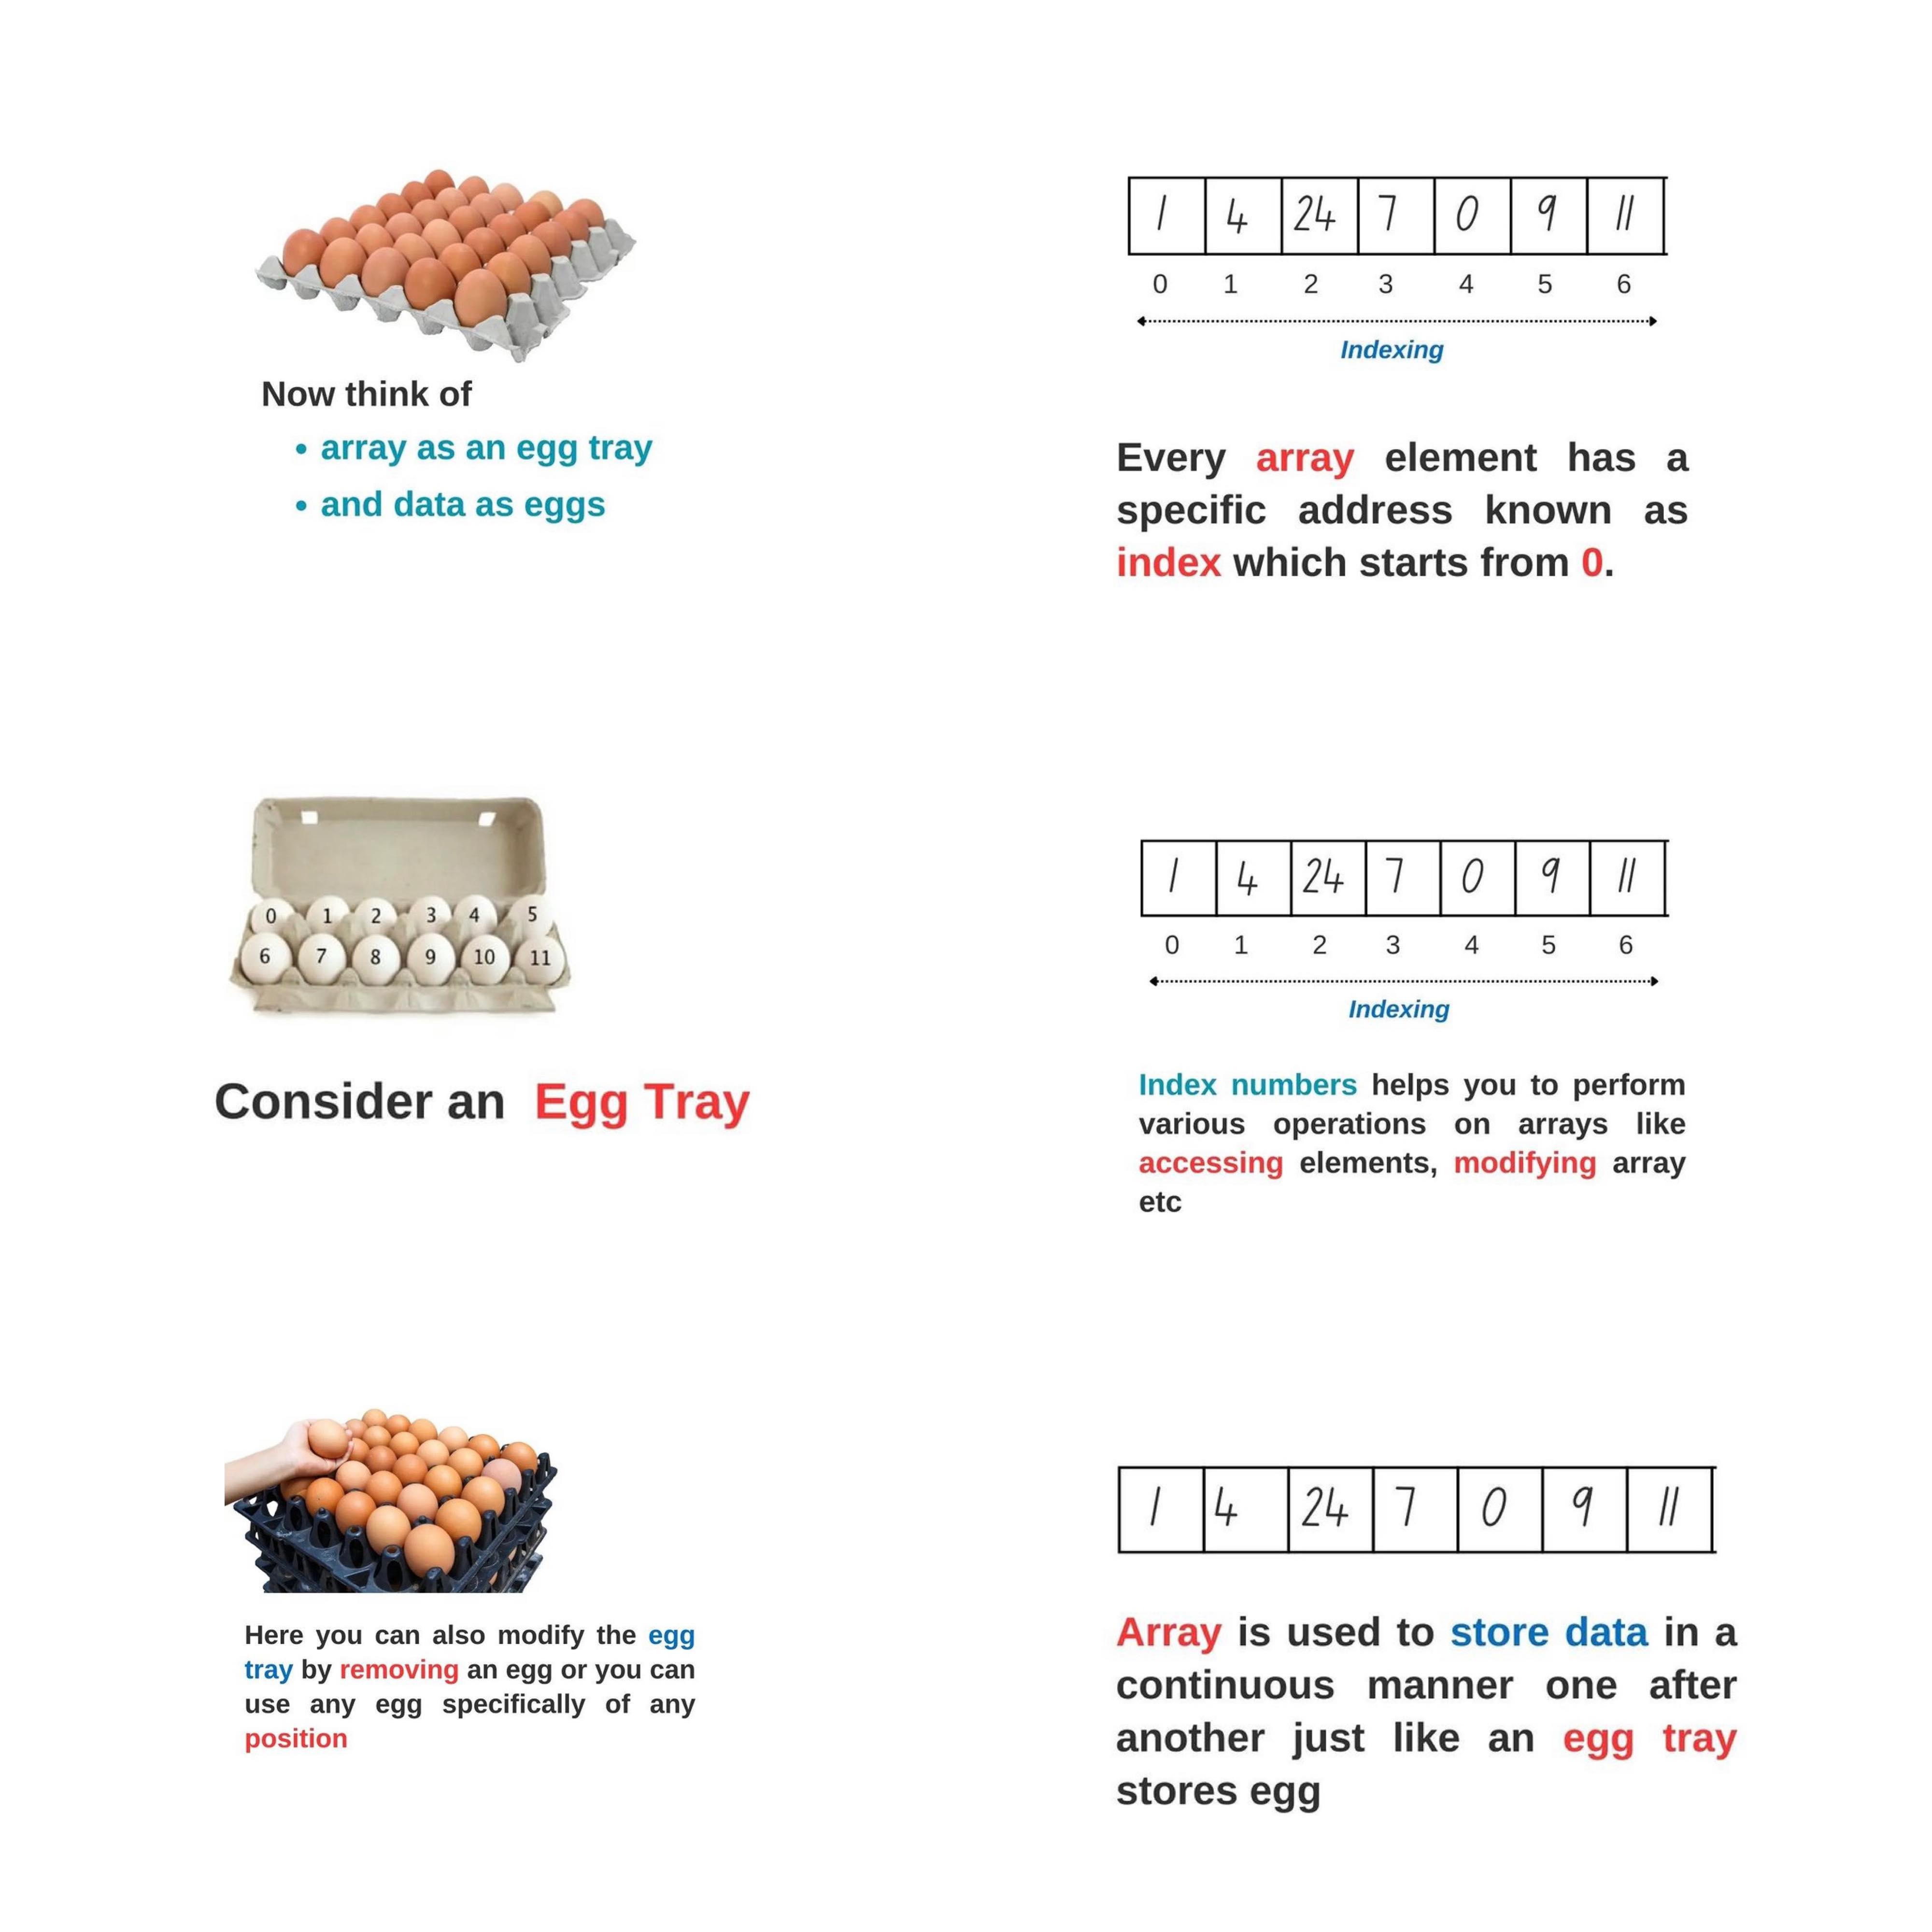 Now think of
• array as an egg tray
• and data as eggs
1 4 24 7 0 9 11
0 1 2 3 4 5 6
Indexing
Every array element has a
specific address known as
index which starts from 0.
0 1 2 3 4 5
6 7 8 9 10 11
Consider an Egg Tray
1 4 24 7 0 9 11
0 1 2 3 4 5 6
Indexing
Index numbers helps you to perform
various operations on arrays like
accessing elements, modifying array
etc
Here you can also modify the egg
tray by removing an egg or you can
use any egg specifically of any
position
1 4 24 7 0 9 11
Array is used to store data in a
continuous manner one after
another just like an egg tray
stores egg